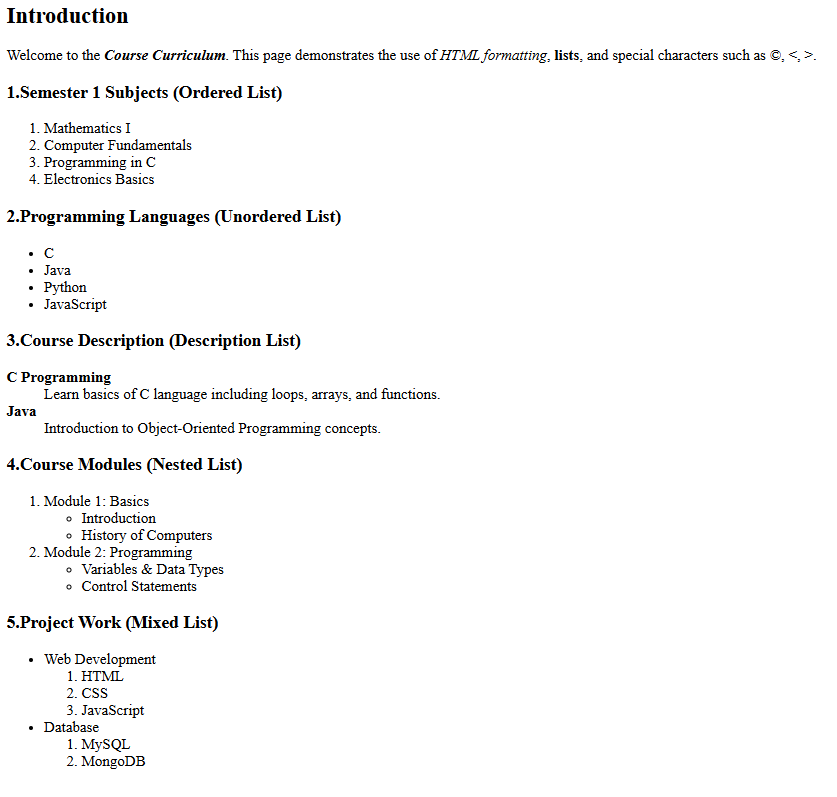 Introduction
Welcome to the Course Curriculum. This page demonstrates the use of HTML formatting, lists, and special characters such as ©, <, >.
1.Semester 1 Subjects (Ordered List)
1. Mathematics I
2. Computer Fundamentals
3. Programming in C
4. Electronics Basics
2.Programming Languages (Unordered List)
• C
• Java
• Python
• JavaScript
3.Course Description (Description List)
C Programming
Learn basics of C language including loops, arrays, and functions.
Java
Introduction to Object-Oriented Programming concepts.
4.Course Modules (Nested List)
1. Module 1: Basics
◦ Introduction
◦ History of Computers
2. Module 2: Programming
◦ Variables & Data Types
◦ Control Statements
5.Project Work (Mixed List)
• Web Development
1. HTML
2. CSS
3. JavaScript
• Database
1. MySQL
2. MongoDB